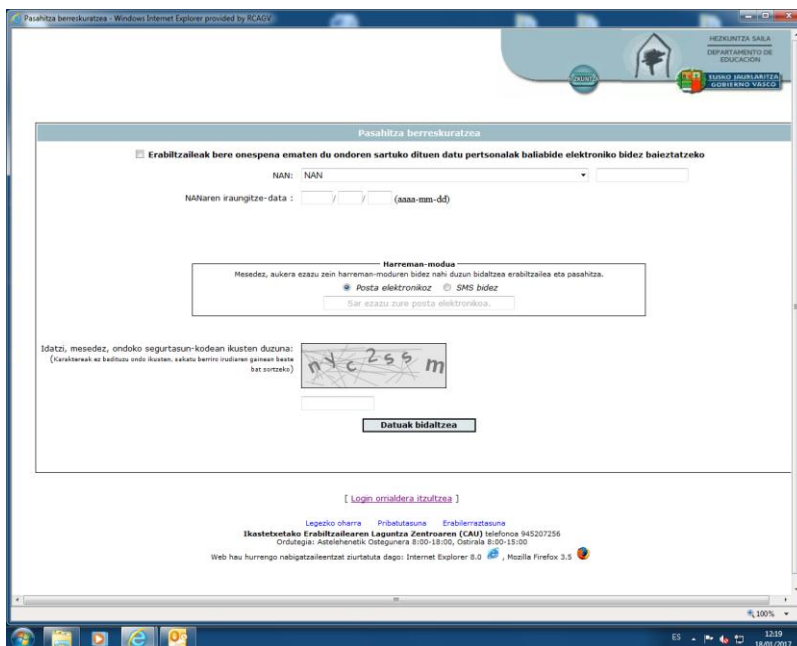 Pasahitza berreskuratzea - Windows Internet Explorer provided by RCAGV
HEZKUNTZA SAILA
DEPARTAMENTO DE
EDUCACIÓN
EUSKO JAURLARITZA
GOBIERNO VASCO
Pasahitza berreskuratzea
Erabiltzaileak bere onespena ematen du ondoren sartuko dituen datu pertsonalak baliabide elektroniko bidez baieztatzeko
NAN: NAN
NANaren iraungitze-data : / / (aaaa-mm-dd)
Harreman-modua
Mesedez, aukera ezazu zein harreman-moduren bidez nahi duzun bidaltzea erabiltzailea eta pasahitza.
Posta elektronikoz SMS bidez
Sar ezazu zure posta elektronikoa.
Idatzi, mesedez, ondoko segurtasun-kodean ikusten duzuna:
(Karaktereak ez badituzu ondo ikusten, sakatu berriro irudiaren gainean beste
bat sortzeko)
nyc2ssm
Datuak bidaltzea
[ Login orrialdera itzultzea ]
Legezko oharra Pribatutasuna Erabilerraztasuna
Ikastetxetako Erabiltzailearen Laguntza Zentroaren (CAU) telefonoa 945207256
Ordutegia: Astelehenetik Ostegunera 8:00-18:00, Ostirala 8:00-15:00
Web hau hurrengo nabigatzaileentzat ziurtatuta dago: Internet Explorer 8.0 , Mozilla Firefox 3.5
100%
ES 12:19
18/01/2017